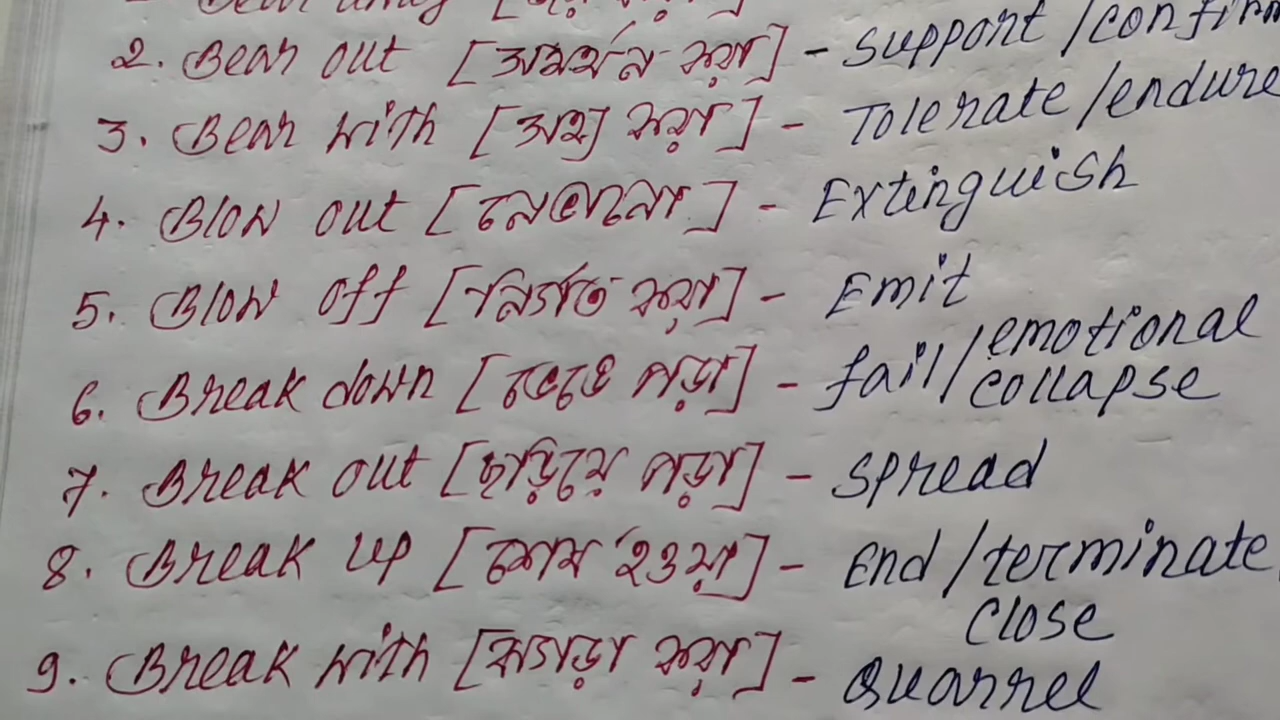 2. Bear out [সমর্থন করা] - Support/confirm
3. Bear with [সহ্য করা] - Tolerate/endure
4. Blow out [নেভানো] - Extinguish
5. Blow off [নির্গত করা] - Emit
6. Break down [ভেঙে পড়া] - fail/emotional collapse
7. Break out [ছড়িয়ে পড়া] - Spread
8. Break up [শেষ হওয়া] - End/terminate
close
9. Break with [ঝগড়া করা] - Quarrel